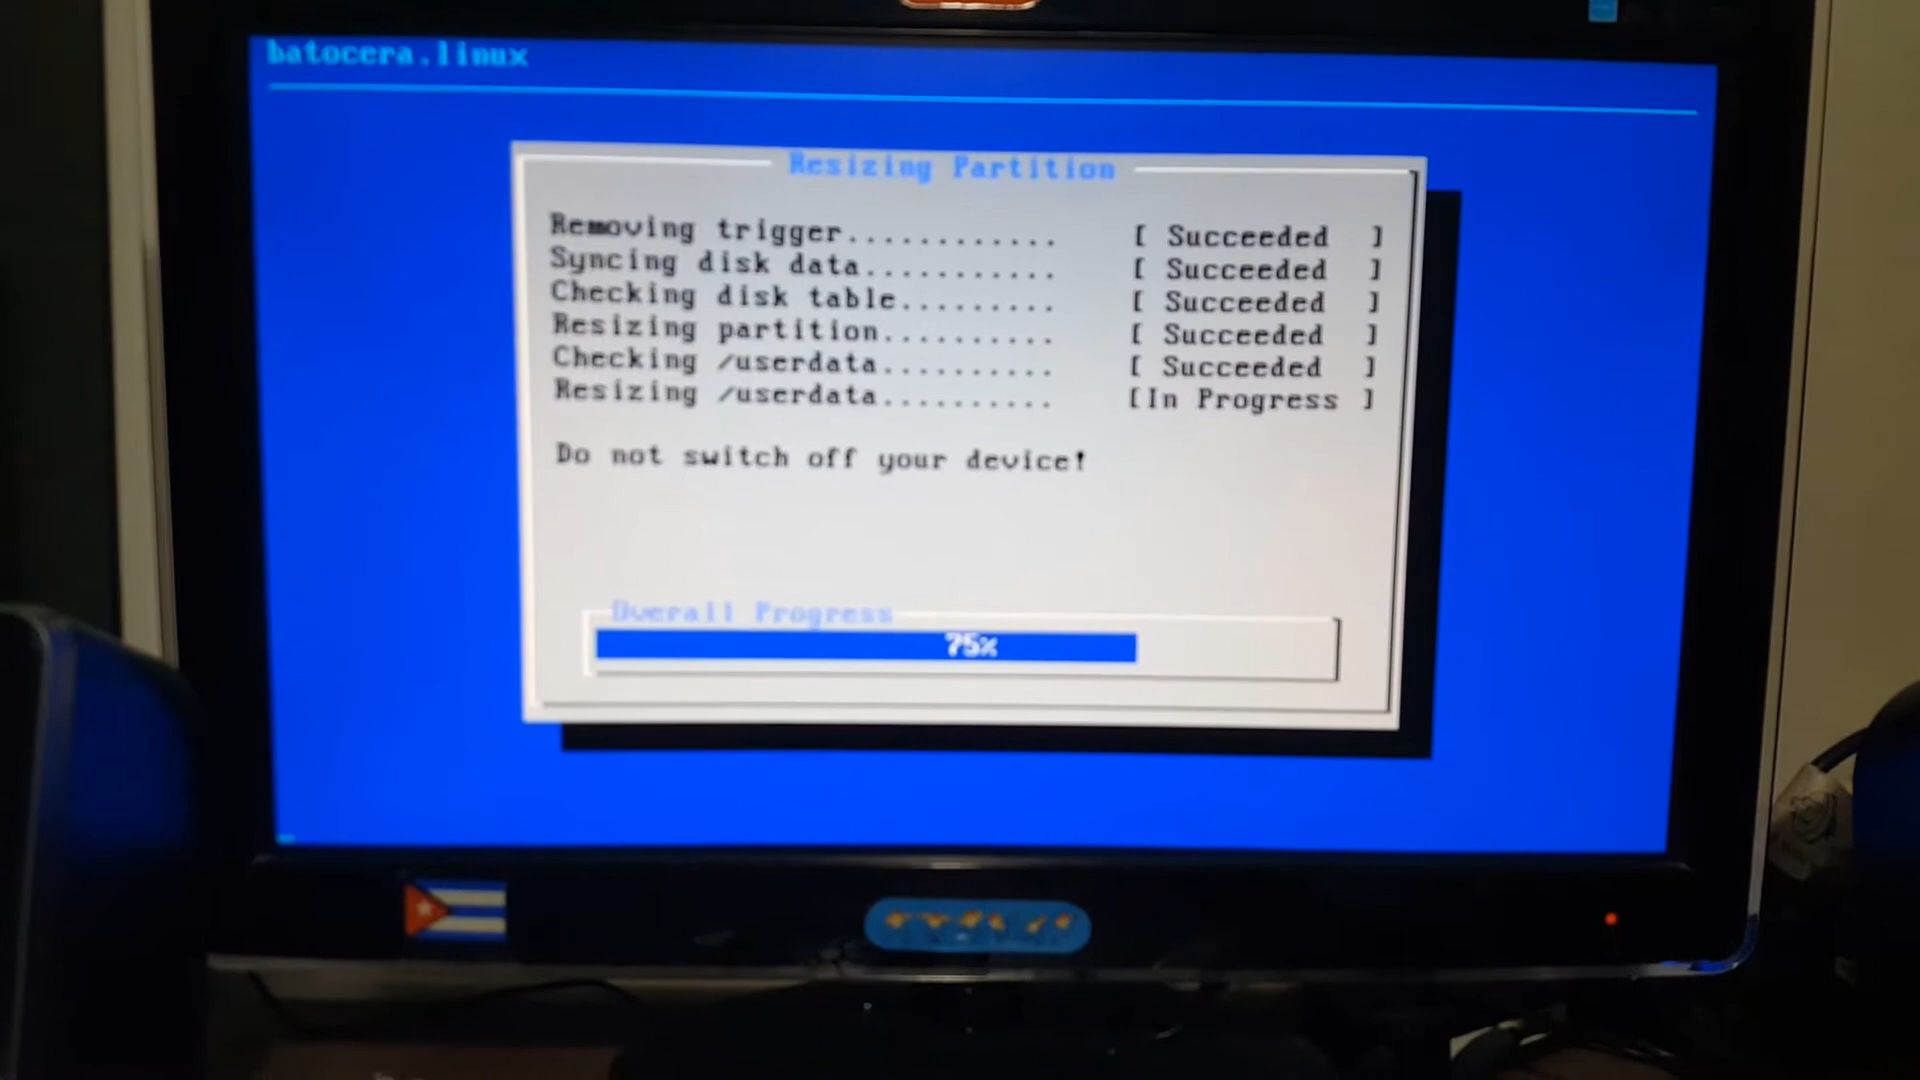 batocera.linux
Resizing Partition
Removing trigger............ [ Succeeded ]
Syncing disk data........... [ Succeeded ]
Checking disk table......... [ Succeeded ]
Resizing partition.......... [ Succeeded ]
Checking /userdata.......... [ Succeeded ]
Resizing /userdata.......... [In Progress ]
Do not switch off your device!
Overall Progress
75%